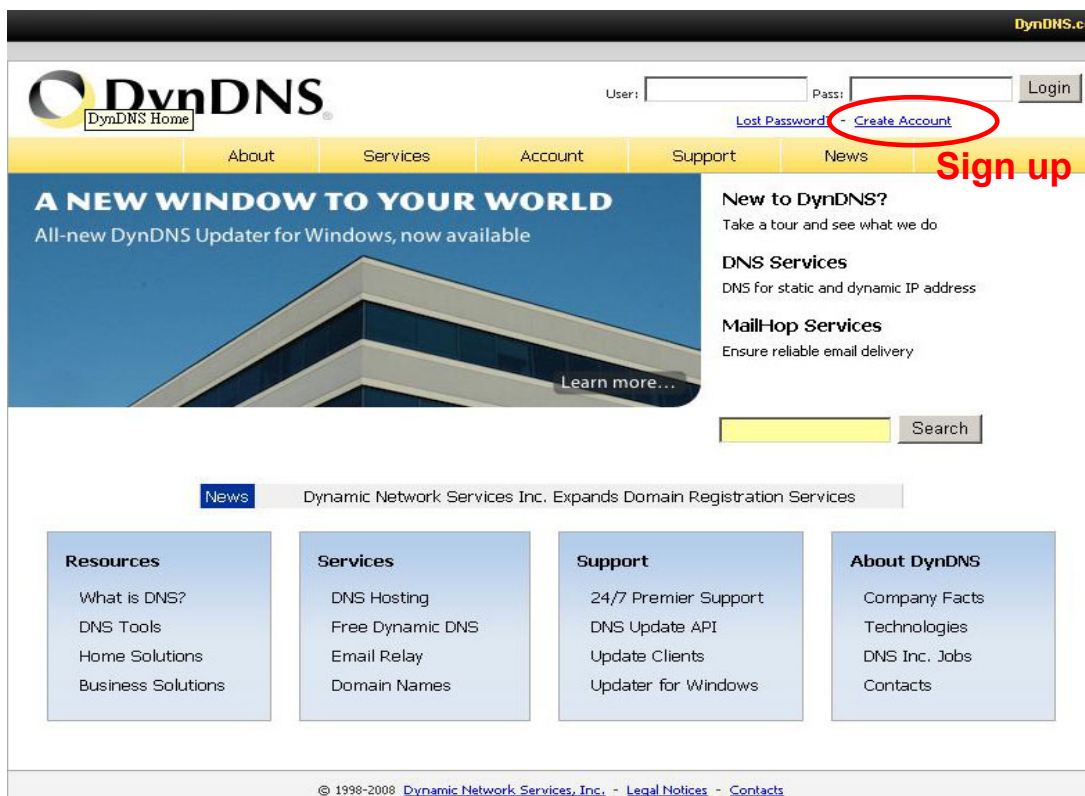 DynDNS.c
DynDNS
DynDNS Home
User: Pass: Login
Lost Password? - Create Account
Sign up
About Services Account Support News
A NEW WINDOW TO YOUR WORLD
All-new DynDNS Updater for Windows, now available
Learn more...
New to DynDNS?
Take a tour and see what we do
DNS Services
DNS for static and dynamic IP address
MailHop Services
Ensure reliable email delivery
Search
News Dynamic Network Services Inc. Expands Domain Registration Services
Resources
What is DNS?
DNS Tools
Home Solutions
Business Solutions
Services
DNS Hosting
Free Dynamic DNS
Email Relay
Domain Names
Support
24/7 Premier Support
DNS Update API
Update Clients
Updater for Windows
About DynDNS
Company Facts
Technologies
DNS Inc. Jobs
Contacts
© 1998-2008 Dynamic Network Services, Inc. - Legal Notices - Contacts